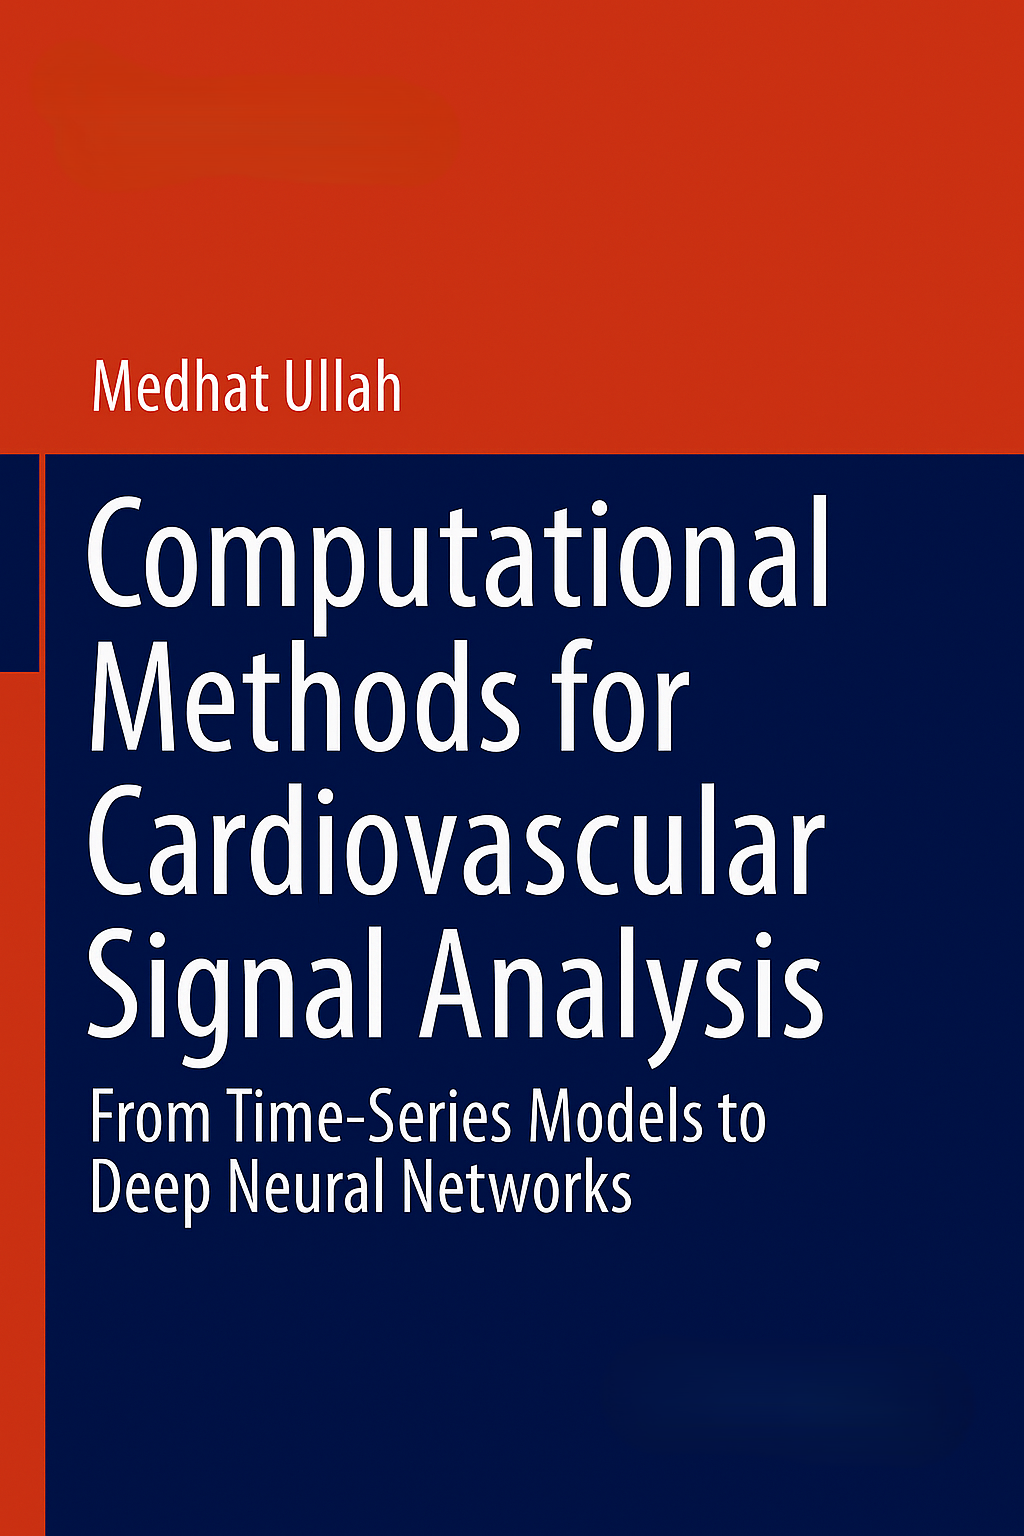 Medhat Ullah
Computational
Methods for
Cardiovascular
Signal Analysis
From Time-Series Models to
Deep Neural Networks